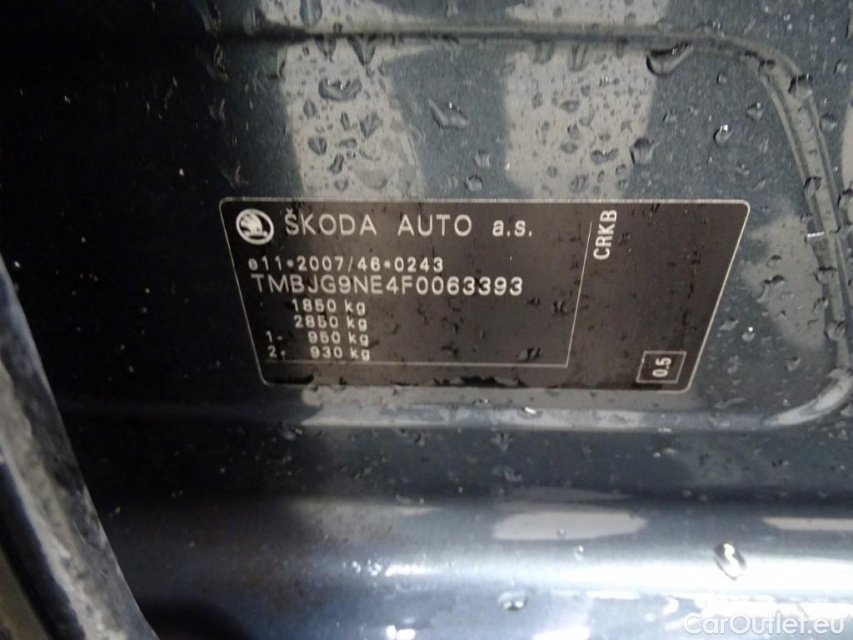 ŠKODA AUTO a.s.
CRKB
e11*2007/46*0243
TMBJG9NE4F0063393
1850 kg
2850 kg
1- 950 kg
2- 930 kg
0.5
CarOutlet.eu